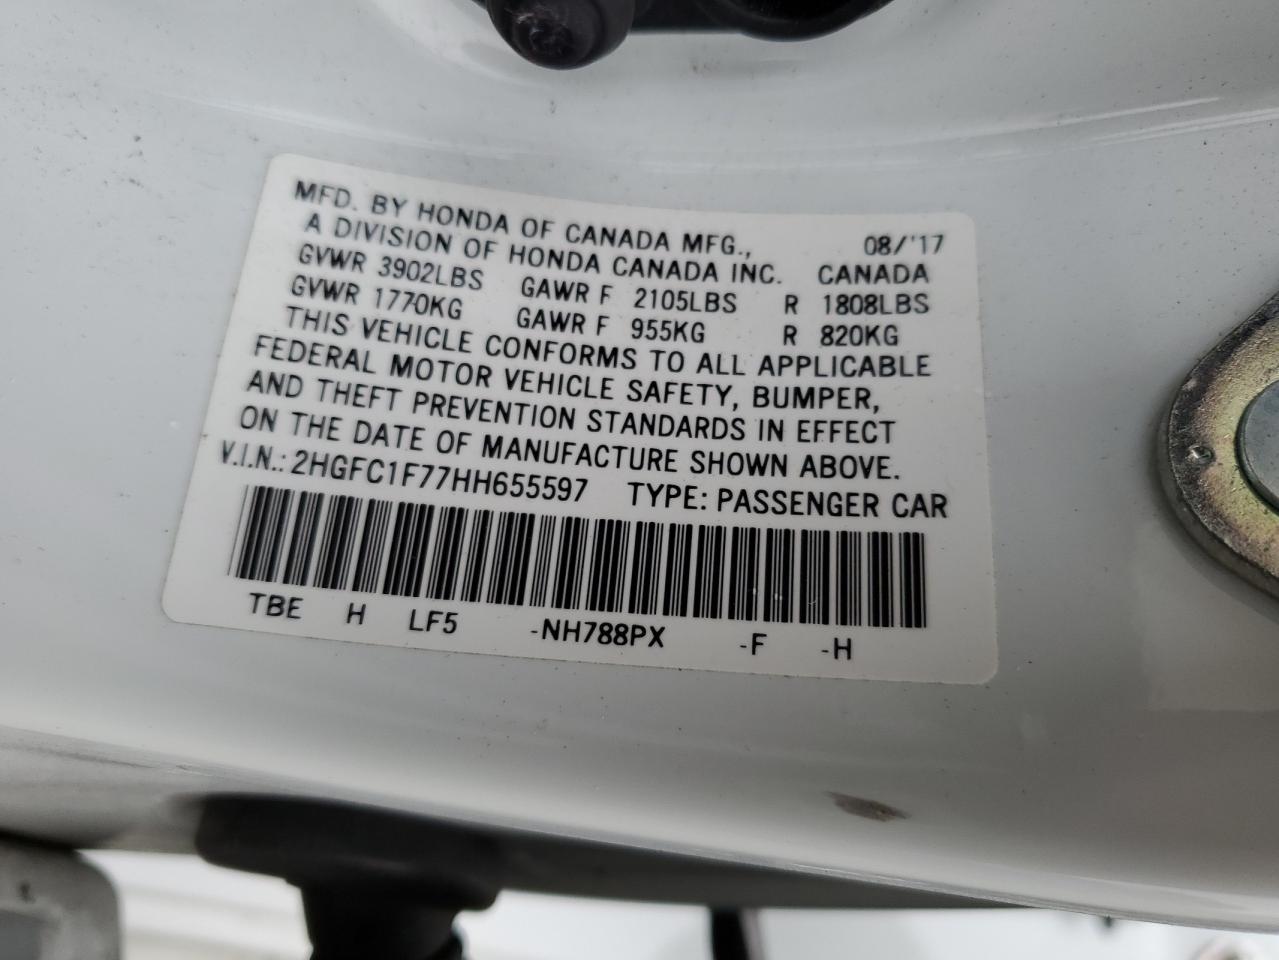 MFD. BY HONDA OF CANADA MFG., 08/'17
A DIVISION OF HONDA CANADA INC. CANADA
GVWR 3902LBS GAWR F 2105LBS R 1808LBS
GVWR 1770KG GAWR F 955KG R 820KG
THIS VEHICLE CONFORMS TO ALL APPLICABLE
FEDERAL MOTOR VEHICLE SAFETY, BUMPER,
AND THEFT PREVENTION STANDARDS IN EFFECT
ON THE DATE OF MANUFACTURE SHOWN ABOVE.
V.I.N.: 2HGFC1F77HH655597 TYPE: PASSENGER CAR
TBE H LF5 -NH788PX -F -H